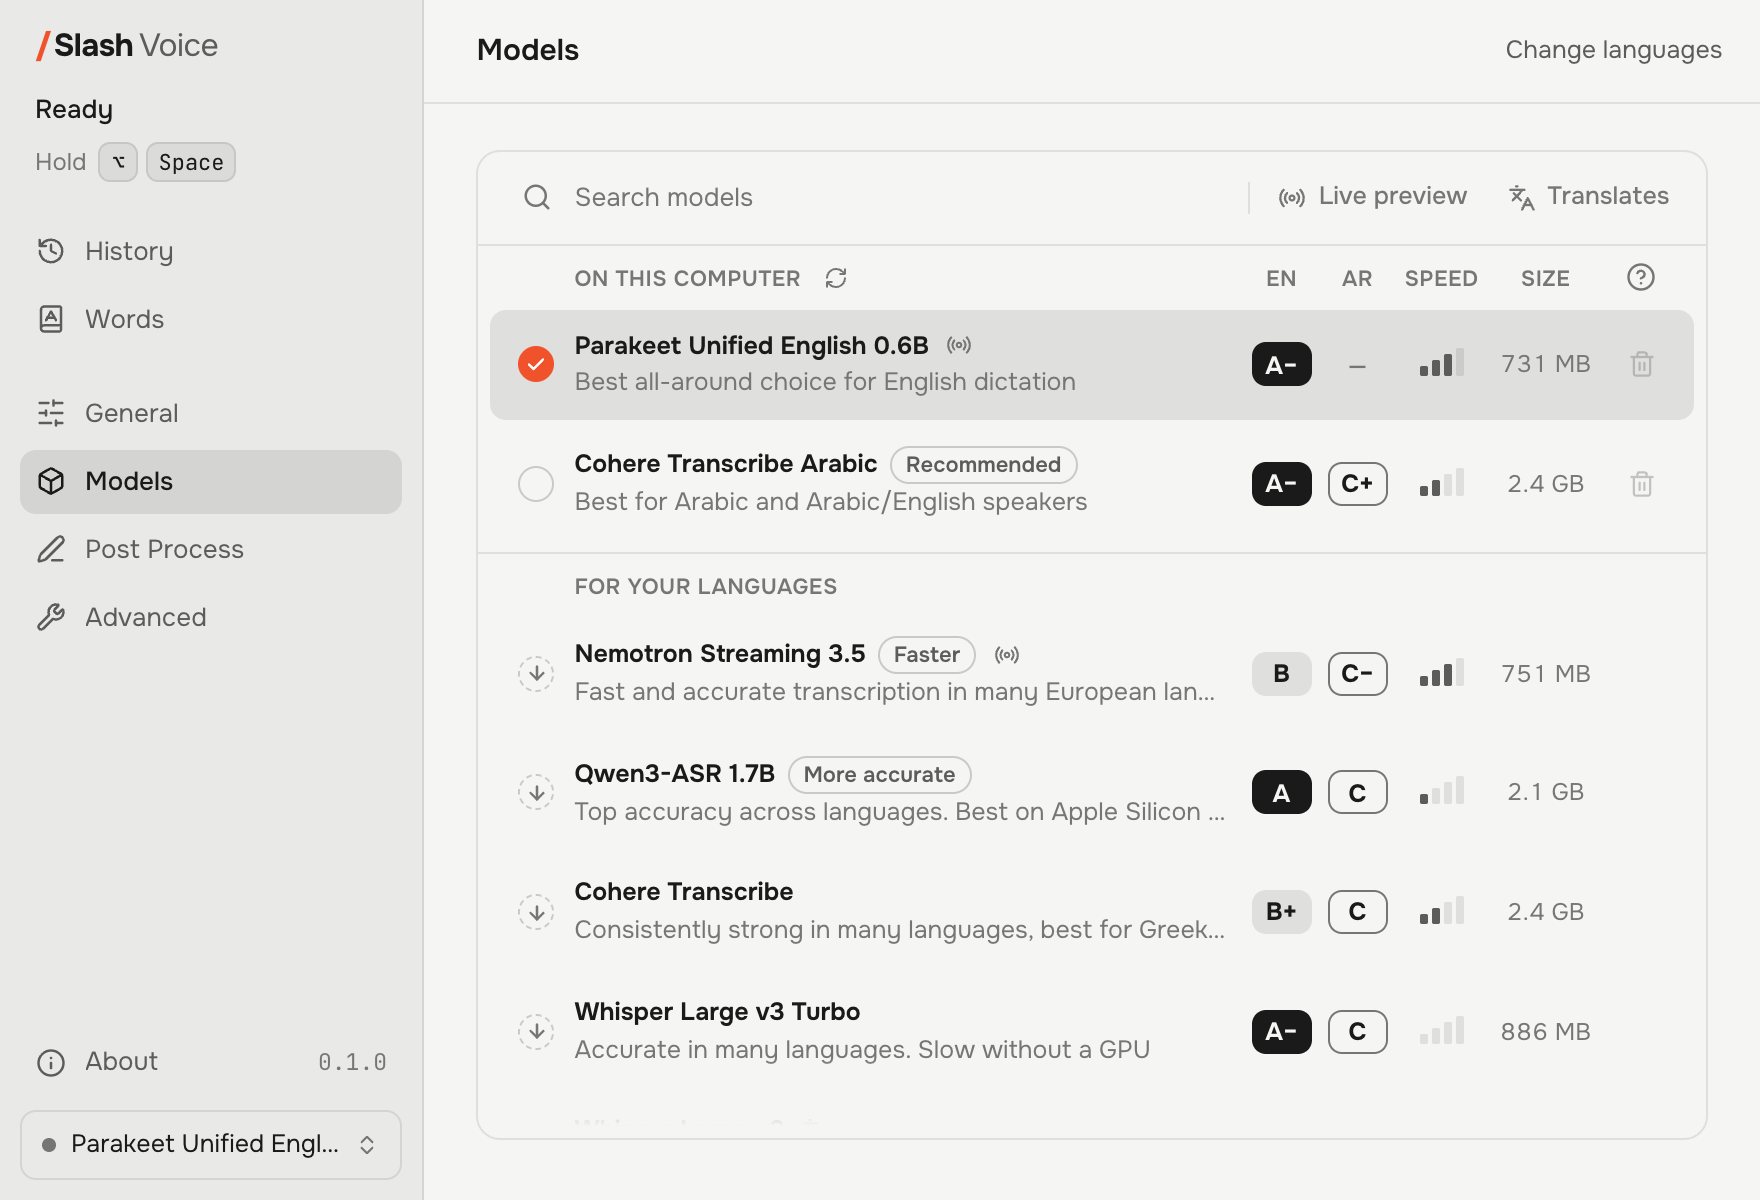 /Slash Voice
Ready
Hold ⌥ Space
History
Words
General
Models
Post Process
Advanced
About 0.1.0
Parakeet Unified Engl...
Models
Change languages
Search models
Live preview
Translates
ON THIS COMPUTER EN AR SPEED SIZE
Parakeet Unified English 0.6B
Best all-around choice for English dictation
A− – 731 MB
Cohere Transcribe Arabic Recommended
Best for Arabic and Arabic/English speakers
A− C+ 2.4 GB
FOR YOUR LANGUAGES
Nemotron Streaming 3.5 Faster
Fast and accurate transcription in many European lan...
B C− 751 MB
Qwen3-ASR 1.7B More accurate
Top accuracy across languages. Best on Apple Silicon ...
A C 2.1 GB
Cohere Transcribe
Consistently strong in many languages, best for Greek...
B+ C 2.4 GB
Whisper Large v3 Turbo
Accurate in many languages. Slow without a GPU
A− C 886 MB